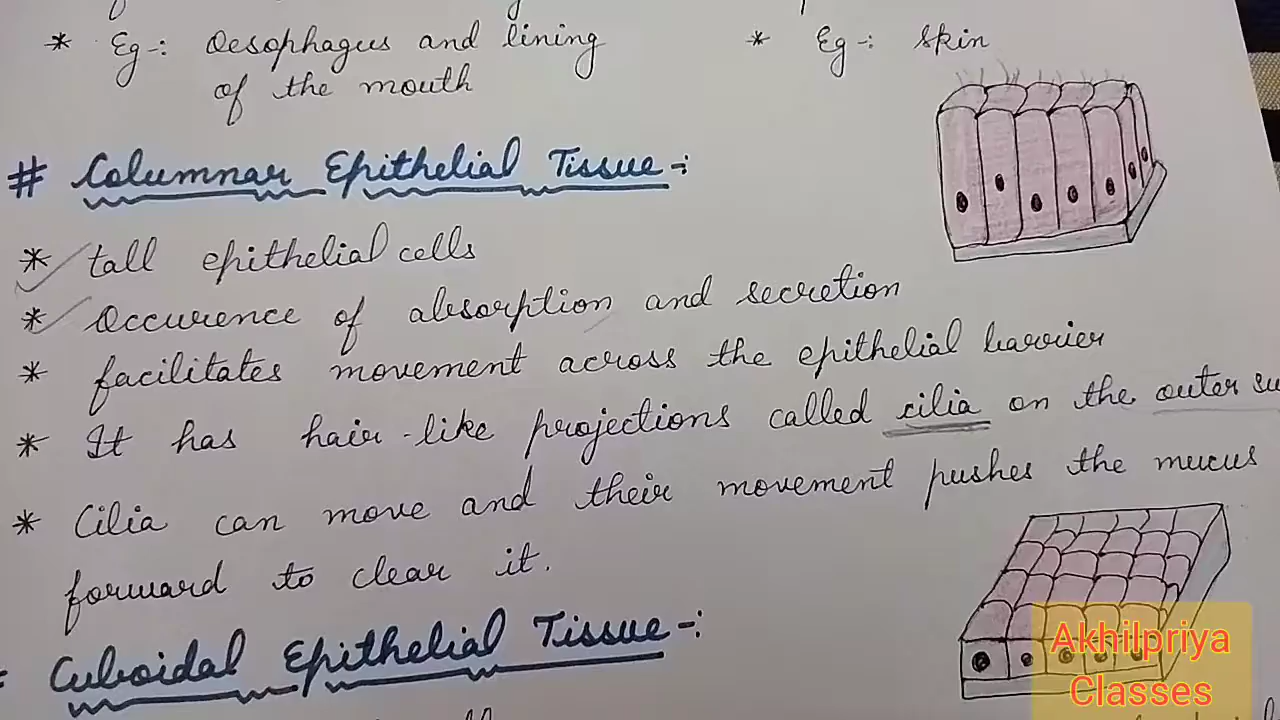 * Eg-: Oesophagus and lining
of the mouth
* Eg-: skin
# Columnar Epithelial Tissue-:
* tall epithelial cells
* Occurence of absorption and secretion
* facilitates movement across the epithelial barrier
* It has hair-like projections called cilia on the outer su
* Cilia can move and their movement pushes the mucus
forward to clear it.
Cuboidal Epithelial Tissue-:
Akhilpriya
Classes